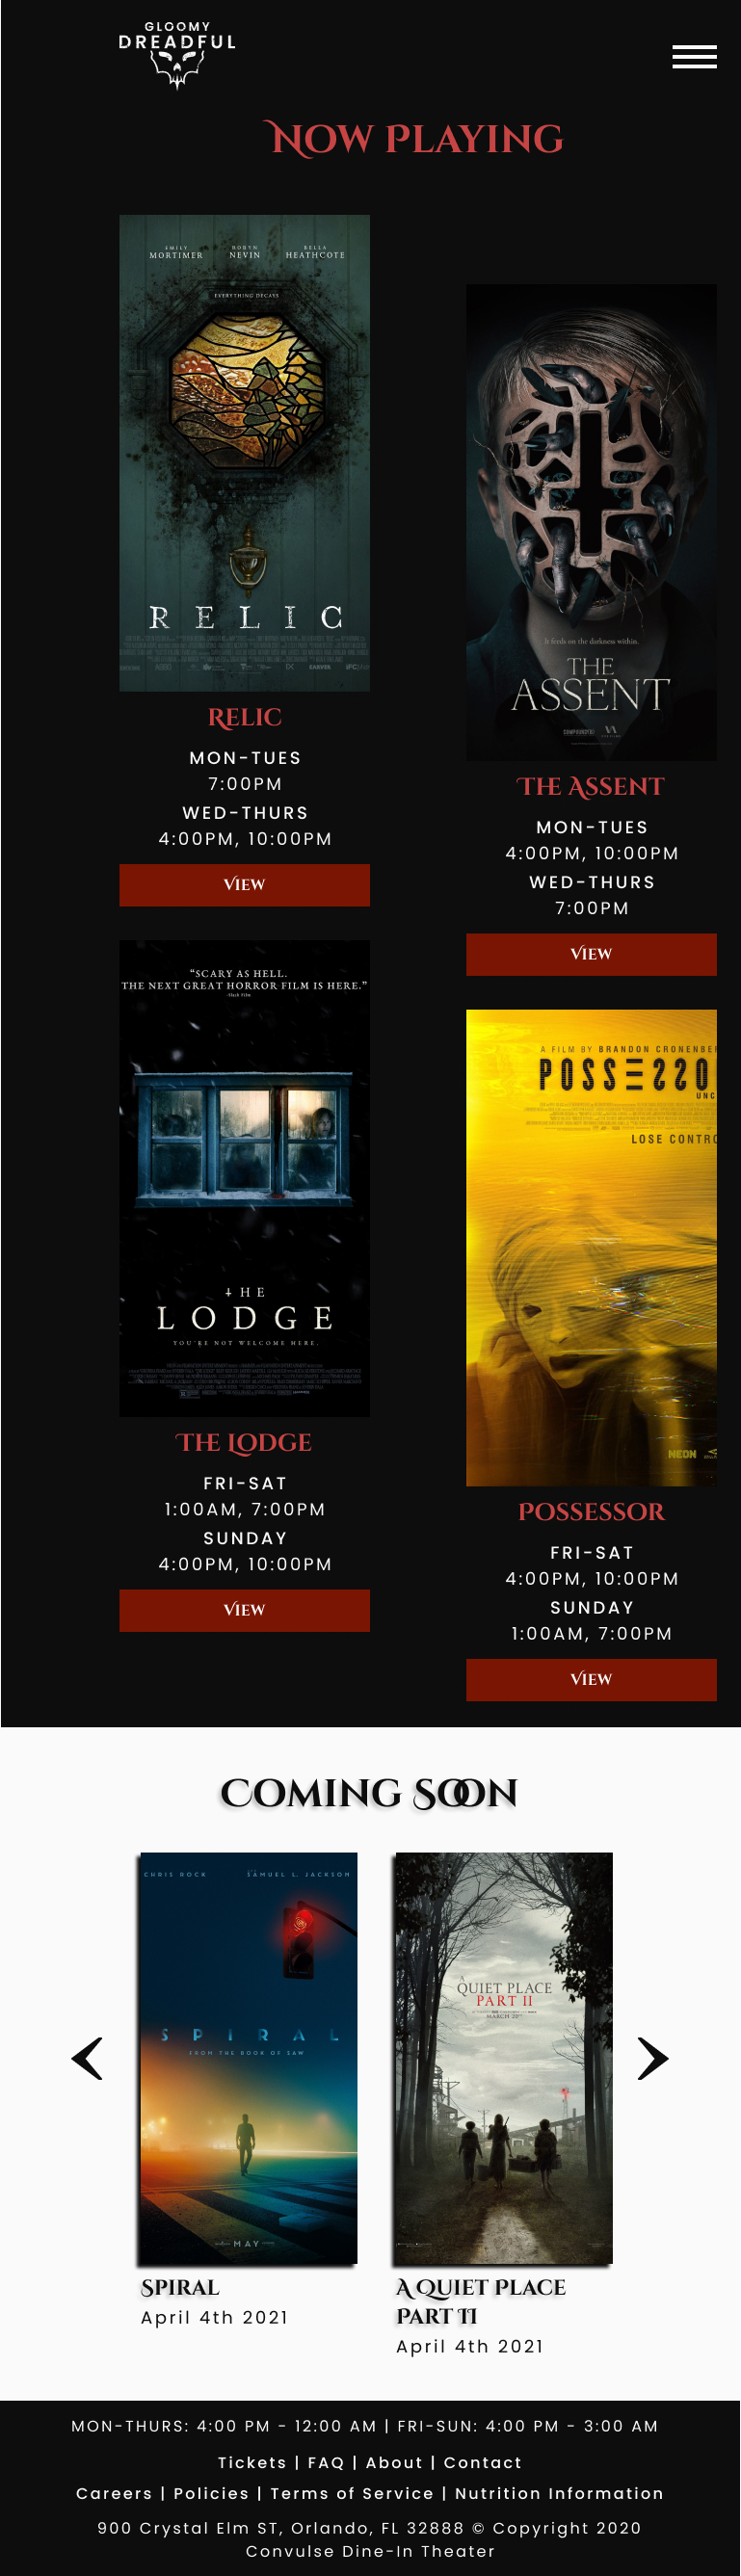 GLOOMY
DREADFUL
NOW PLAYING
EMILY MORTIMER
ROBYN NEVIN
BELLA HEATHCOTE
EVERYTHING DECAYS
RELIC
RELIC
MON-TUES
7:00PM
WED-THURS
4:00PM, 10:00PM
VIEW
It feeds on the darkness within.
THE
ASSENT
THE ASSENT
MON-TUES
4:00PM, 10:00PM
WED-THURS
7:00PM
VIEW
"SCARY AS HELL.
THE NEXT GREAT HORROR FILM IS HERE."
THE
LODGE
YOU'RE NOT WELCOME HERE.
THE LODGE
FRI-SAT
1:00AM, 7:00PM
SUNDAY
4:00PM, 10:00PM
VIEW
A FILM BY BRANDON CRONENBE
POSSESSO
UNC
LOSE CONTRO
NEON
POSSESSOR
FRI-SAT
4:00PM, 10:00PM
SUNDAY
1:00AM, 7:00PM
VIEW
COMING SOON
CHRIS ROCK
SAMUEL L. JACKSON
SPIRAL
FROM THE BOOK OF SAW
MAY
SPIRAL
April 4th 2021
A
QUIET PLACE
PART II
A QUIET PLACE
PART II
April 4th 2021
MON-THURS: 4:00 PM - 12:00 AM | FRI-SUN: 4:00 PM - 3:00 AM
Tickets | FAQ | About | Contact
Careers | Policies | Terms of Service | Nutrition Information
900 Crystal Elm ST, Orlando, FL 32888 © Copyright 2020
Convulse Dine-In Theater